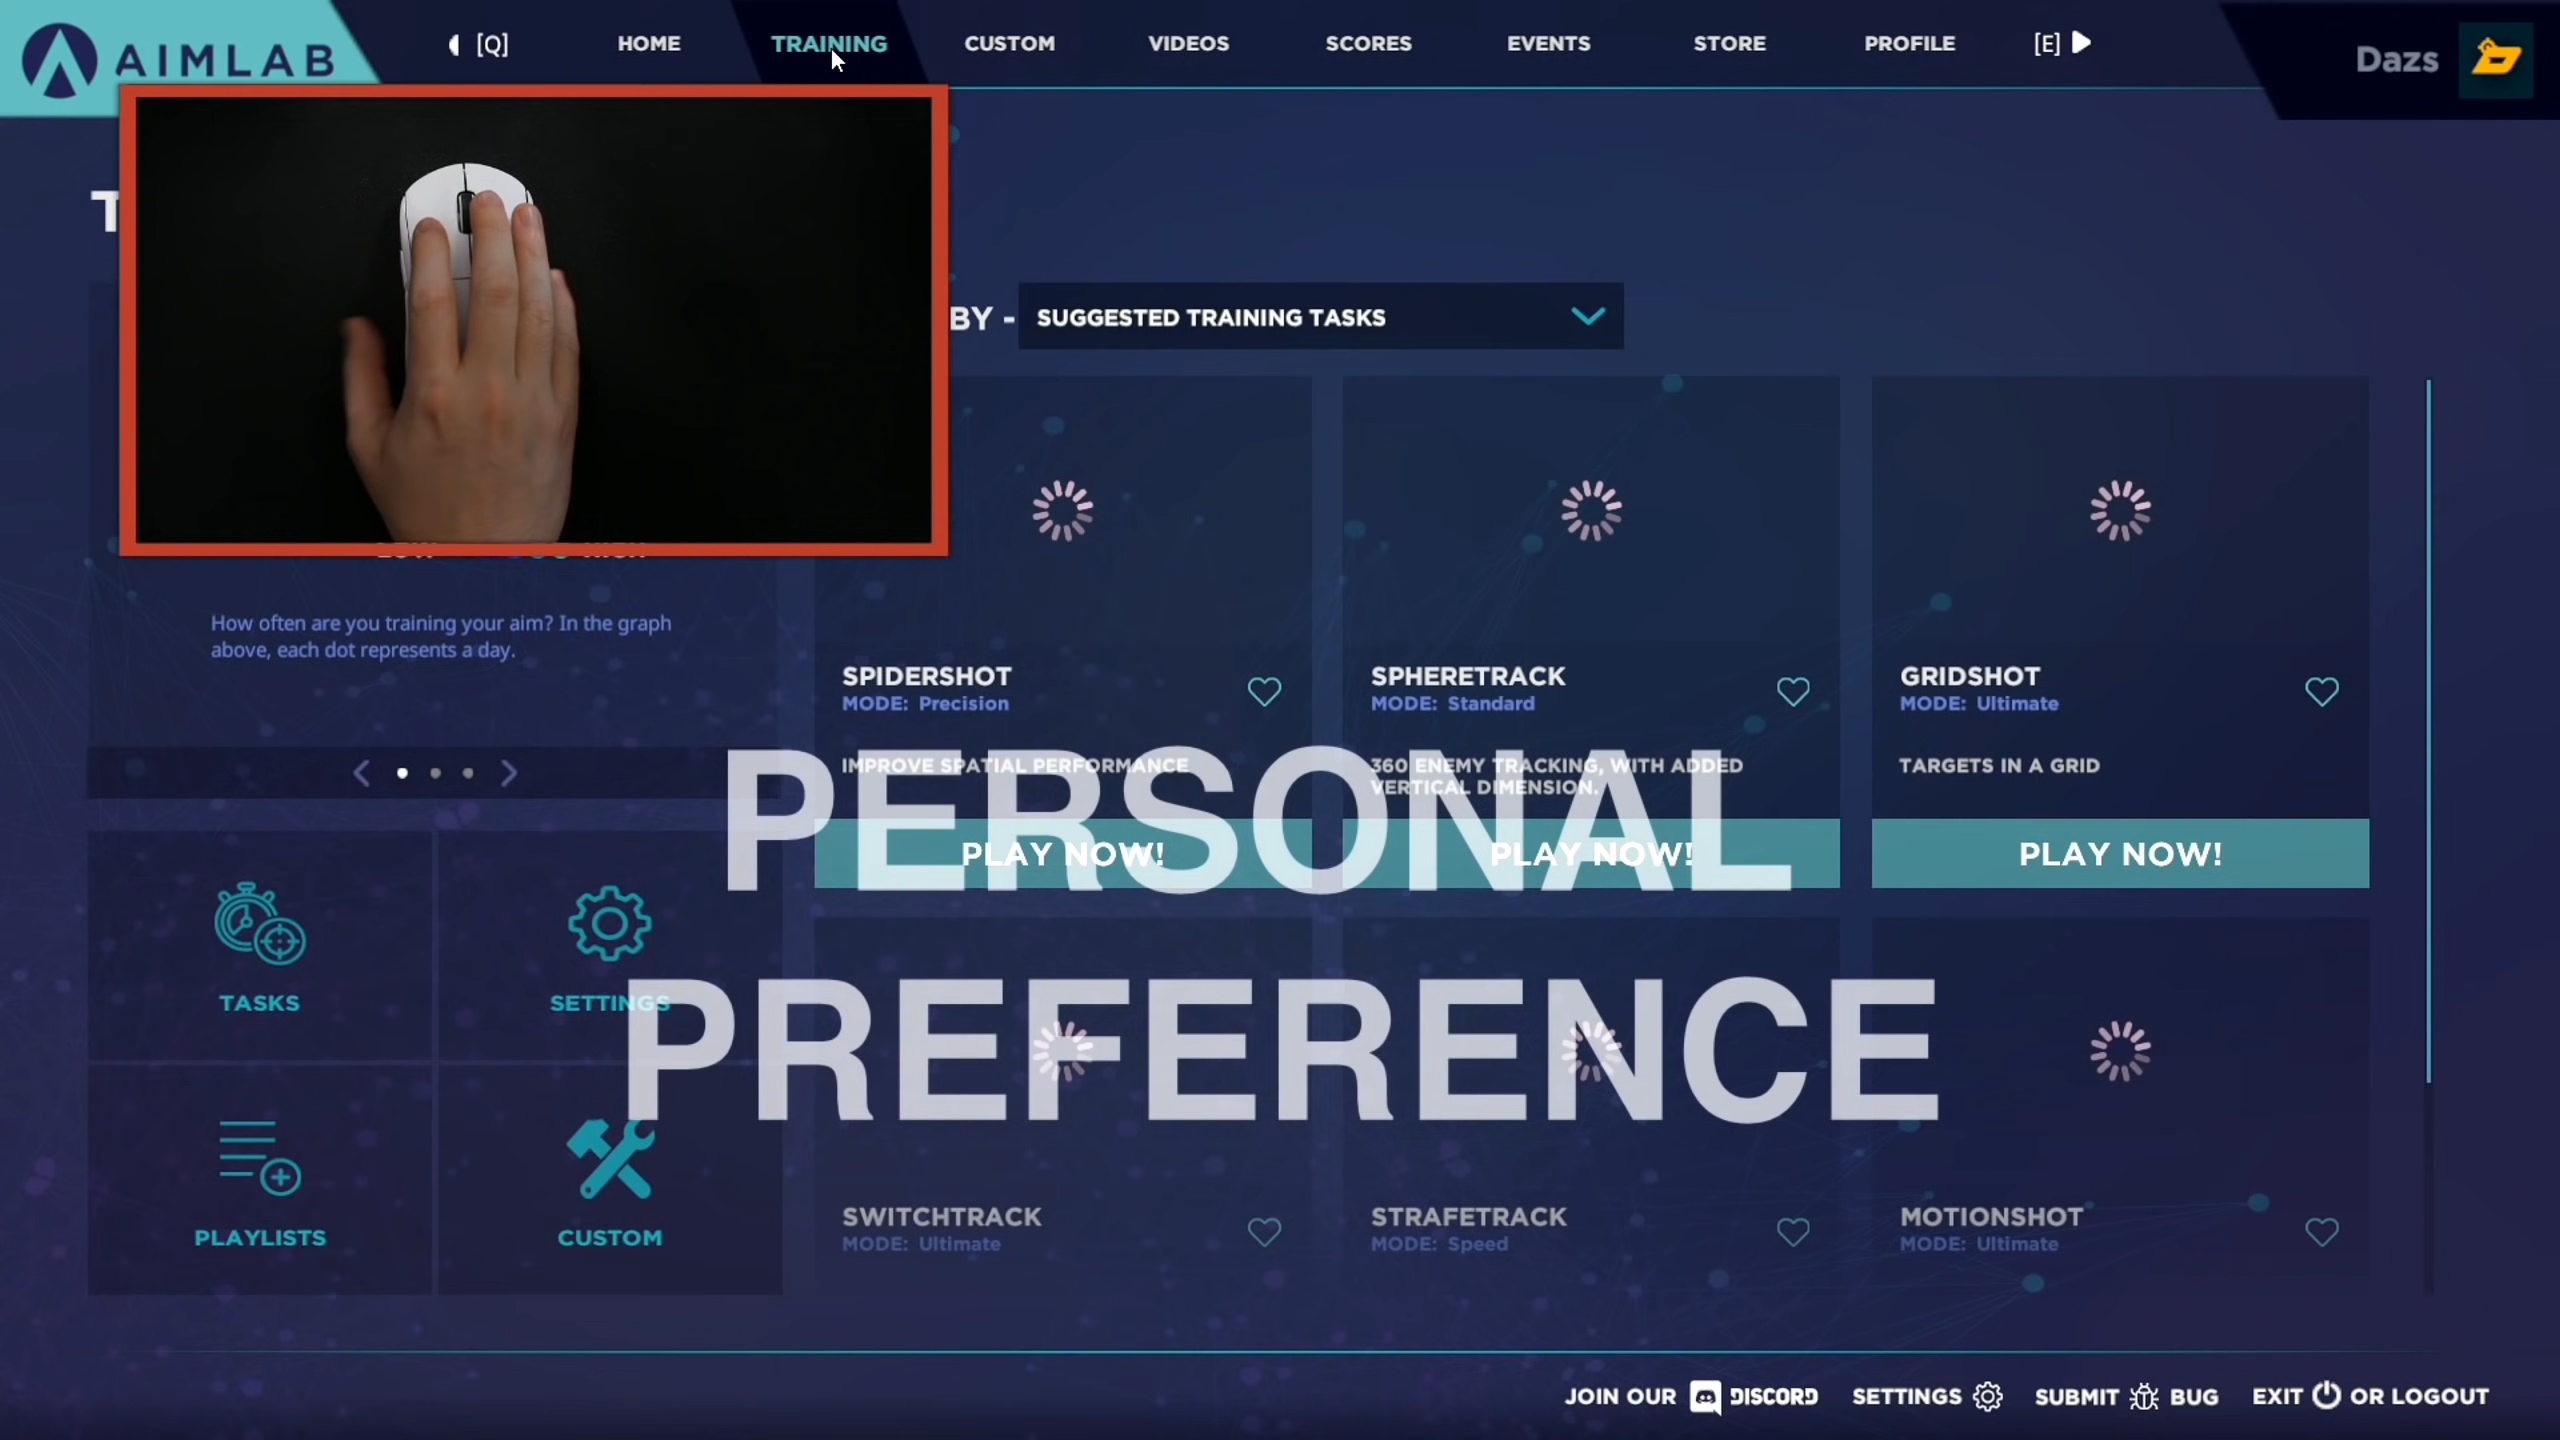 AIMLAB
[Q]
HOME
TRAINING
CUSTOM
VIDEOS
SCORES
EVENTS
STORE
PROFILE
[E]
Dazs
BY -
SUGGESTED TRAINING TASKS
How often are you training your aim? In the graph
above, each dot represents a day.
SPIDERSHOT
MODE: Precision
IMPROVE SPATIAL PERFORMANCE
PLAY NOW!
SPHERETRACK
MODE: Standard
360 ENEMY TRACKING, WITH ADDED
VERTICAL DIMENSION.
PLAY NOW!
GRIDSHOT
MODE: Ultimate
TARGETS IN A GRID
PLAY NOW!
PERSONAL
PREFERENCE
TASKS
SETTINGS
PLAYLISTS
CUSTOM
SWITCHTRACK
MODE: Ultimate
STRAFETRACK
MODE: Speed
MOTIONSHOT
MODE: Ultimate
JOIN OUR DISCORD
SETTINGS
SUBMIT BUG
EXIT OR LOGOUT